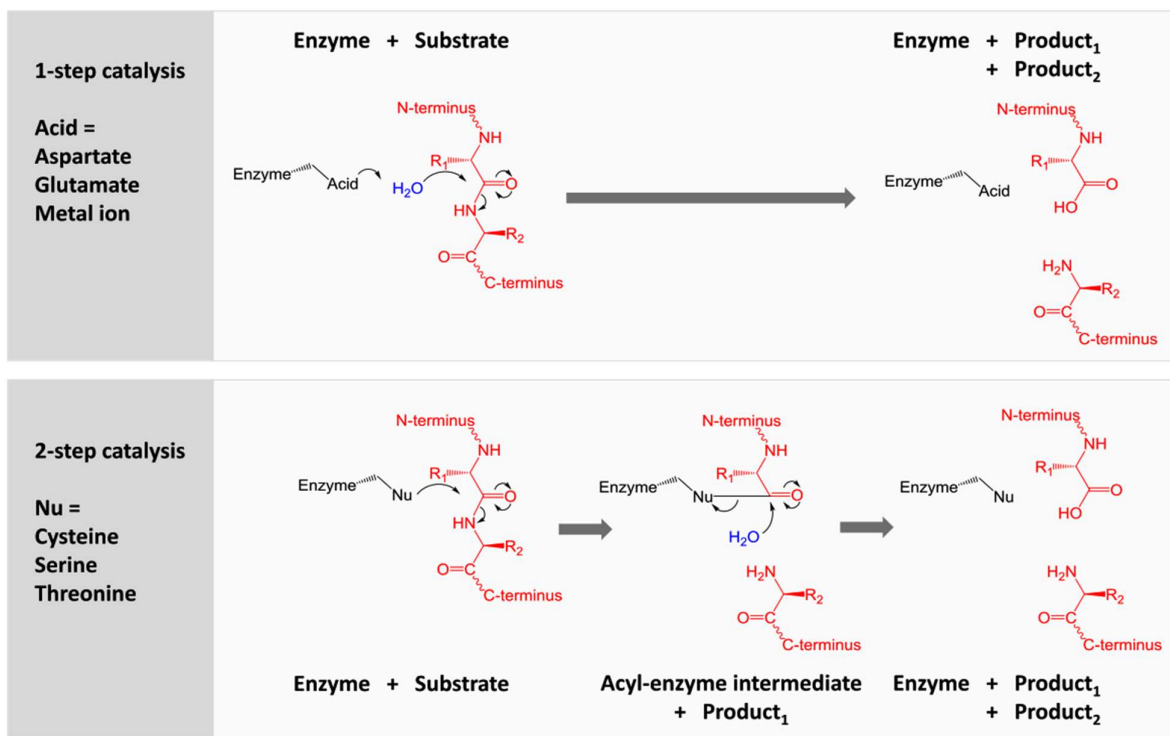 1-step catalysis
Acid =
Aspartate
Glutamate
Metal ion
Enzyme + Substrate
Enzyme + Product₁
+ Product₂
N-terminus
NH
R₁
Enzyme
Acid
H₂O
O
HN
R₂
O=C
C-terminus
N-terminus
NH
R₁
Enzyme
Acid
O
HO
H₂N
R₂
O=C
C-terminus
2-step catalysis
Nu =
Cysteine
Serine
Threonine
N-terminus
NH
R₁
Enzyme
Nu
O
HN
R₂
O=C
C-terminus
N-terminus
NH
R₁
Enzyme
Nu
O
H₂O
H₂N
R₂
O=C
C-terminus
N-terminus
NH
R₁
Enzyme
Nu
O
HO
H₂N
R₂
O=C
C-terminus
Enzyme + Substrate
Acyl-enzyme intermediate
+ Product₁
Enzyme + Product₁
+ Product₂